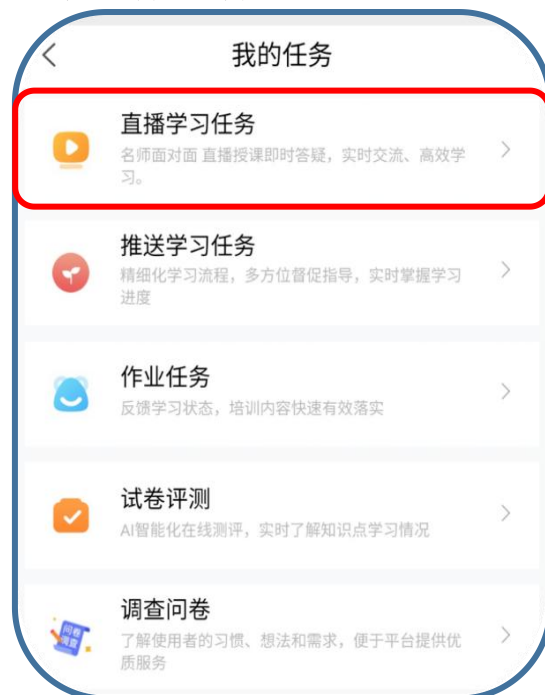 我的任务
直播学习任务
名师面对面 直播授课即时答疑，实时交流、高效学
习。
推送学习任务
精细化学习流程，多方位督促指导，实时掌握学习
进度
作业任务
反馈学习状态，培训内容快速有效落实
试卷评测
AI智能化在线测评，实时了解知识点学习情况
问卷
调查
调查问卷
了解使用者的习惯、想法和需求，便于平台提供优
质服务